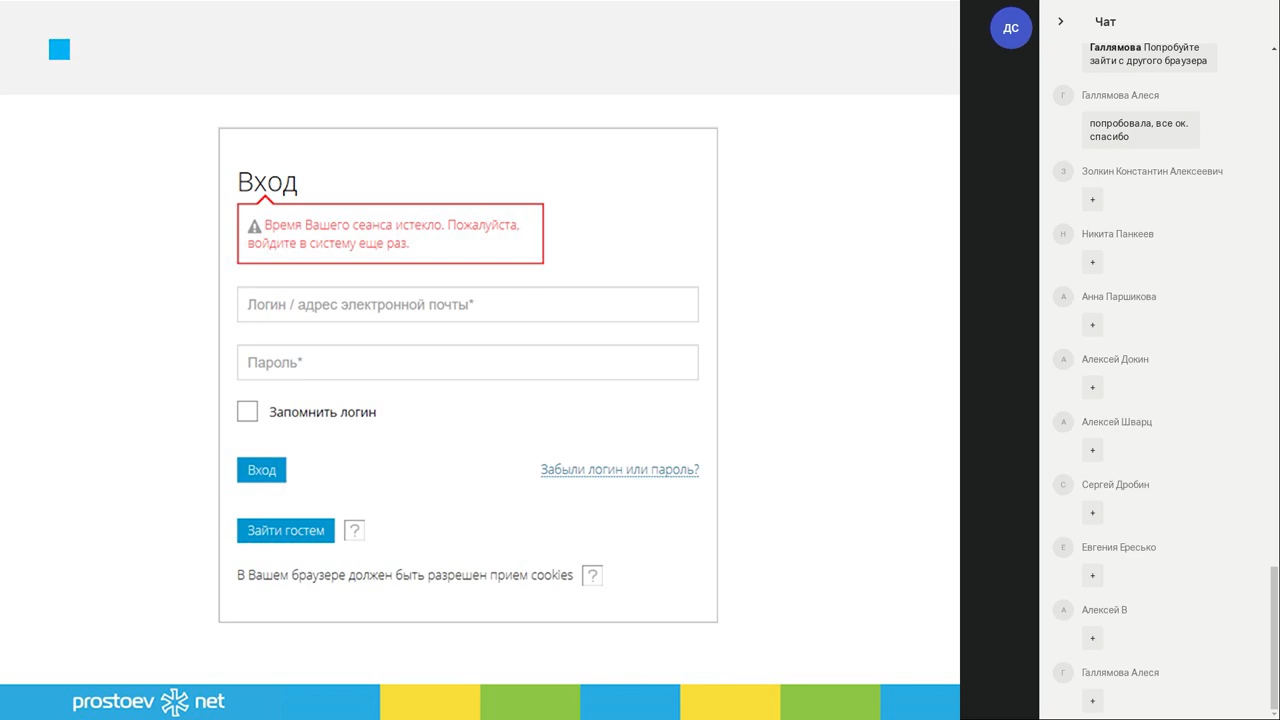 Вход
Время Вашего сеанса истекло. Пожалуйста,
войдите в систему еще раз.
Логин / адрес электронной почты*
Пароль*
Запомнить логин
Вход
Забыли логин или пароль?
Зайти гостем
?
В Вашем браузере должен быть разрешен прием cookies
?
prostoev net
ДС
Чат
Галлямова Попробуйте
зайти с другого браузера
Г
Галлямова Алеся
попробовала, все ок.
спасибо
З
Золкин Константин Алексеевич
+
Н
Никита Панкеев
+
А
Анна Паршикова
+
А
Алексей Докин
+
А
Алексей Шварц
+
С
Сергей Дробин
+
Е
Евгения Ересько
+
А
Алексей В
+
Г
Галлямова Алеся
+